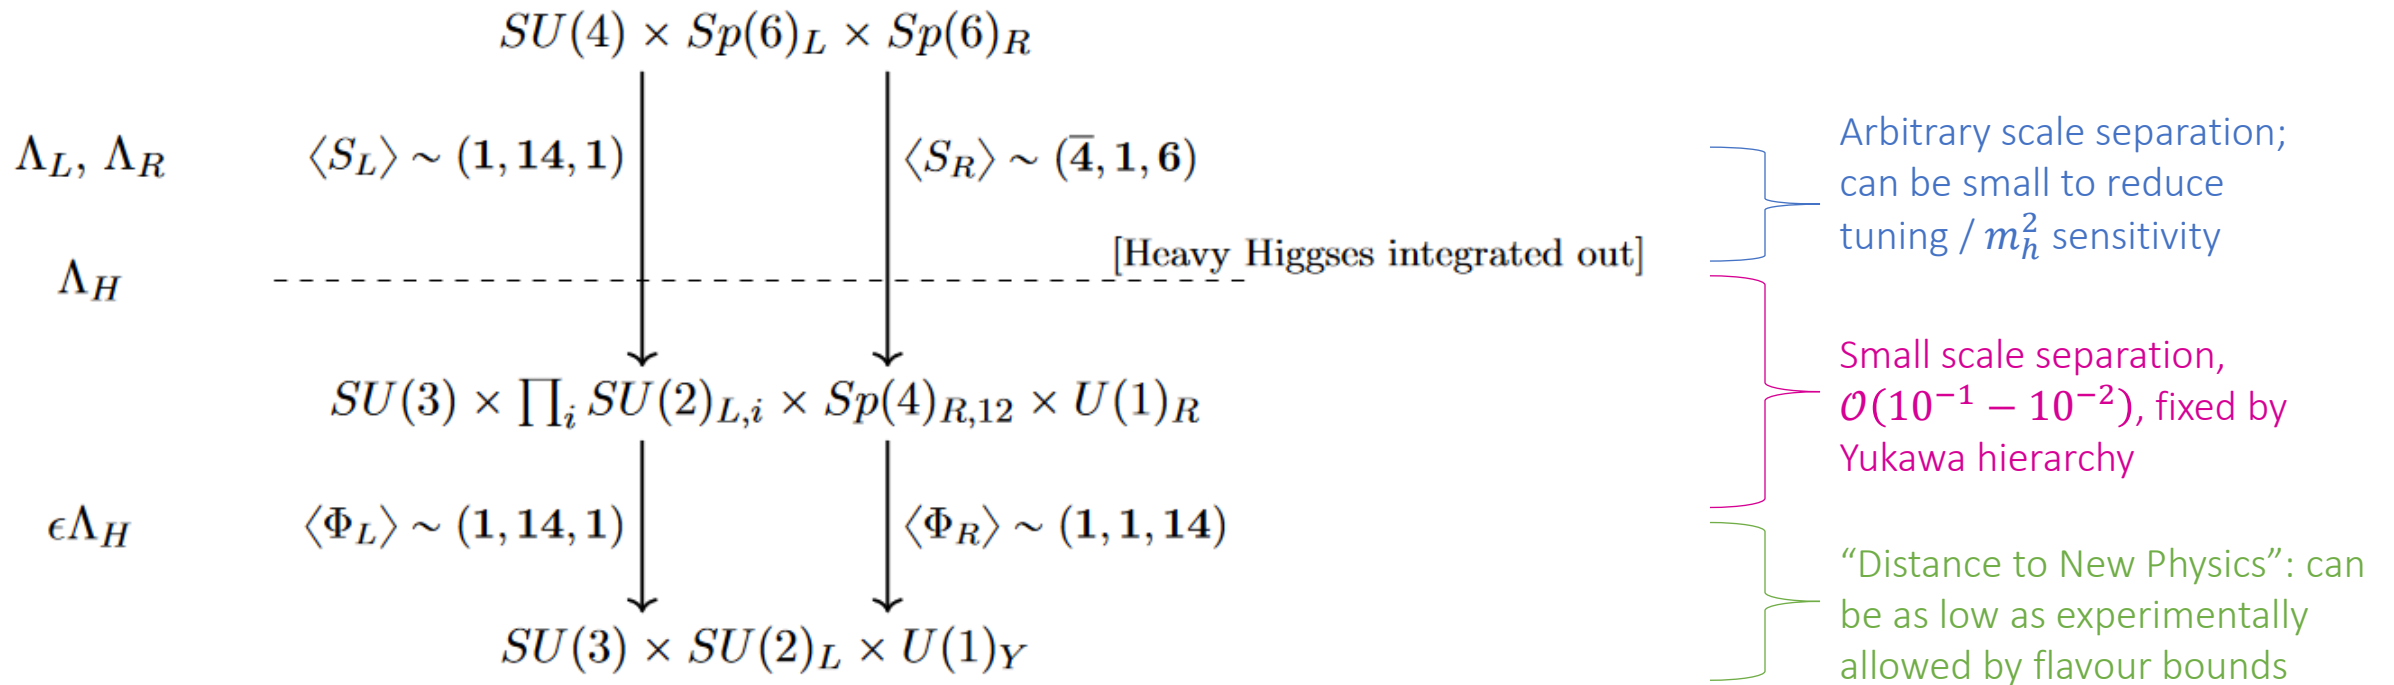 SU(4) × Sp(6)_L × Sp(6)_R
Λ_L, Λ_R
⟨S_L⟩ ∼ (1, 14, 1)
⟨S_R⟩ ∼ (4̅, 1, 6)
Arbitrary scale separation;
can be small to reduce
tuning / m_h^2 sensitivity
[Heavy Higgses integrated out]
Λ_H
Small scale separation,
𝒪(10^−1 − 10^−2), fixed by
Yukawa hierarchy
SU(3) × ∏_i SU(2)_{L,i} × Sp(4)_{R,12} × U(1)_R
ϵΛ_H
⟨Φ_L⟩ ∼ (1, 14, 1)
⟨Φ_R⟩ ∼ (1, 1, 14)
“Distance to New Physics”: can
be as low as experimentally
allowed by flavour bounds
SU(3) × SU(2)_L × U(1)_Y